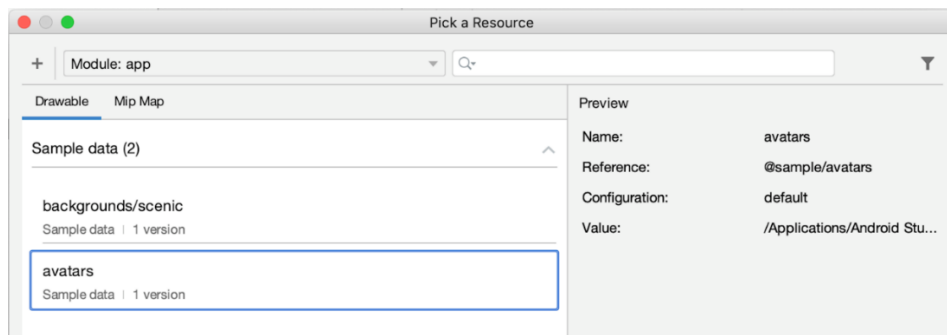 Pick a Resource
Module: app
Drawable Mip Map
Sample data (2)
backgrounds/scenic
Sample data | 1 version
avatars
Sample data | 1 version
Preview
Name: avatars
Reference: @sample/avatars
Configuration: default
Value: /Applications/Android Stu...